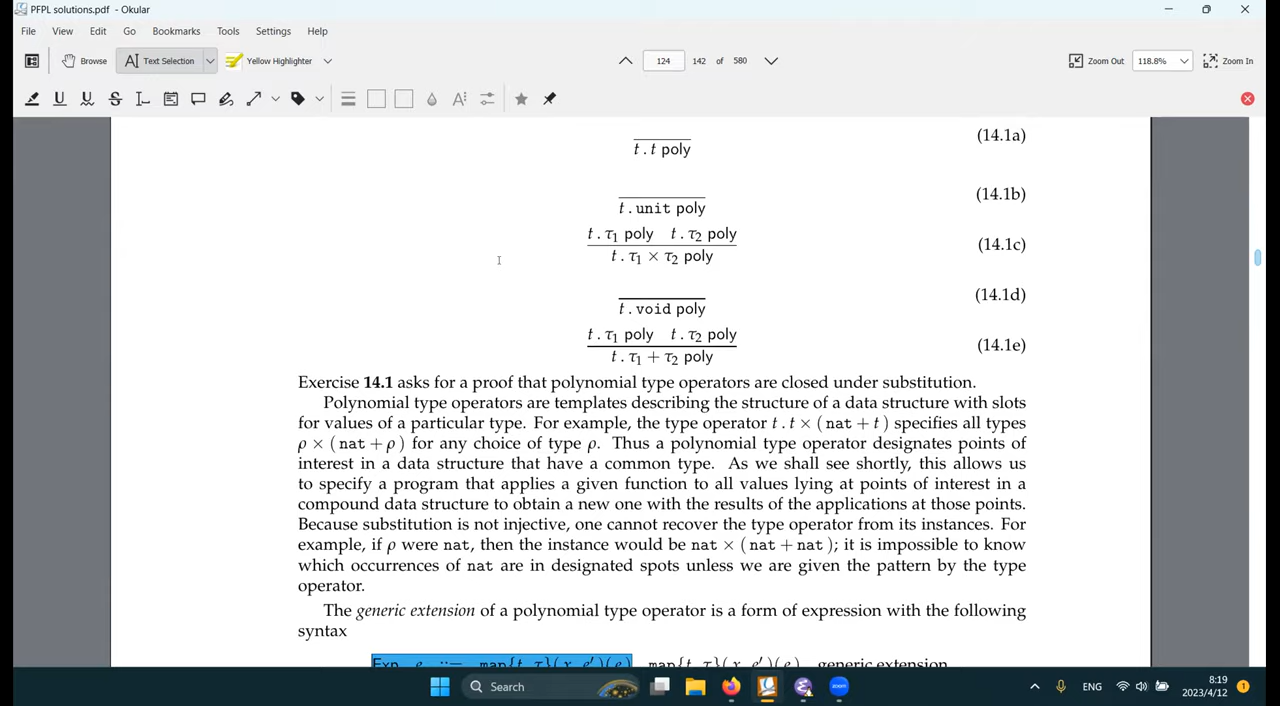 PFPL solutions.pdf - Okular
File View Edit Go Bookmarks Tools Settings Help
Browse Text Selection Yellow Highlighter 124 142 of 580 Zoom Out 118.8% Zoom In
t . t poly (14.1a)
t . unit poly (14.1b)
t . τ₁ poly t . τ₂ poly
t . τ₁ × τ₂ poly (14.1c)
t . void poly (14.1d)
t . τ₁ poly t . τ₂ poly
t . τ₁ + τ₂ poly (14.1e)
Exercise 14.1 asks for a proof that polynomial type operators are closed under substitution.
Polynomial type operators are templates describing the structure of a data structure with slots
for values of a particular type. For example, the type operator t . t × ( nat + t ) specifies all types
ρ × ( nat + ρ ) for any choice of type ρ. Thus a polynomial type operator designates points of
interest in a data structure that have a common type. As we shall see shortly, this allows us
to specify a program that applies a given function to all values lying at points of interest in a
compound data structure to obtain a new one with the results of the applications at those points.
Because substitution is not injective, one cannot recover the type operator from its instances. For
example, if ρ were nat, then the instance would be nat × ( nat + nat ); it is impossible to know
which occurrences of nat are in designated spots unless we are given the pattern by the type
operator.
The generic extension of a polynomial type operator is a form of expression with the following
syntax
Exp e ::= map{t.τ}(x.e′)(e) map{t.τ}(x.e′)(e) generic extension
Search ENG 8:19
2023/4/12 1
zoom